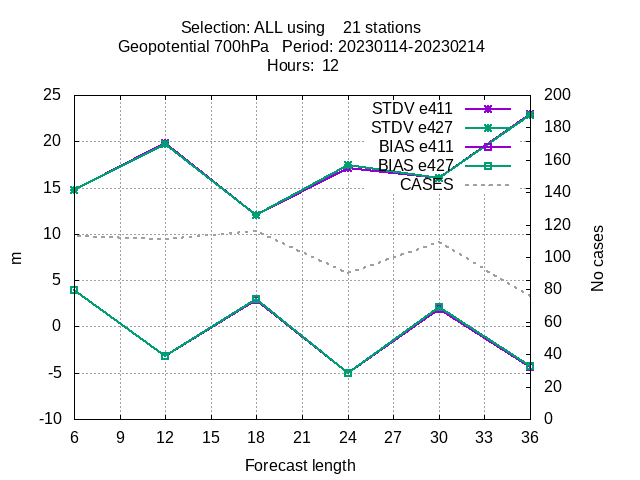 Selection: ALL using    21 stations
Geopotential 700hPa   Period: 20230114-20230214
Hours:  12
25
20
15
10
5
0
-5
-10
m
STDV e411
STDV e427
BIAS e411
BIAS e427
CASES
200
180
160
140
120
100
80
60
40
20
0
No cases
6 9 12 15 18 21 24 27 30 33 36
Forecast length